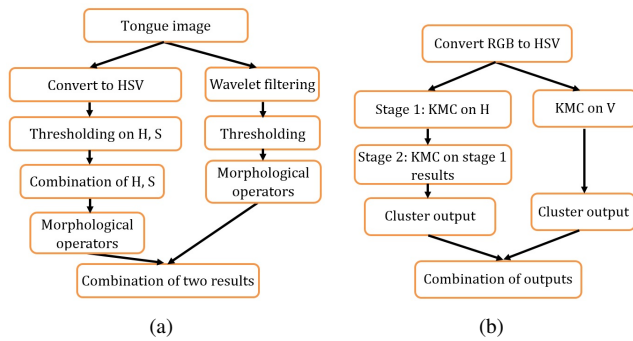 Tongue image
Convert to HSV
Thresholding on H, S
Combination of H, S
Morphological
operators
Wavelet filtering
Thresholding
Morphological
operators
Combination of two results
(a)
Convert RGB to HSV
Stage 1: KMC on H
Stage 2: KMC on stage 1
results
Cluster output
KMC on V
Cluster output
Combination of outputs
(b)